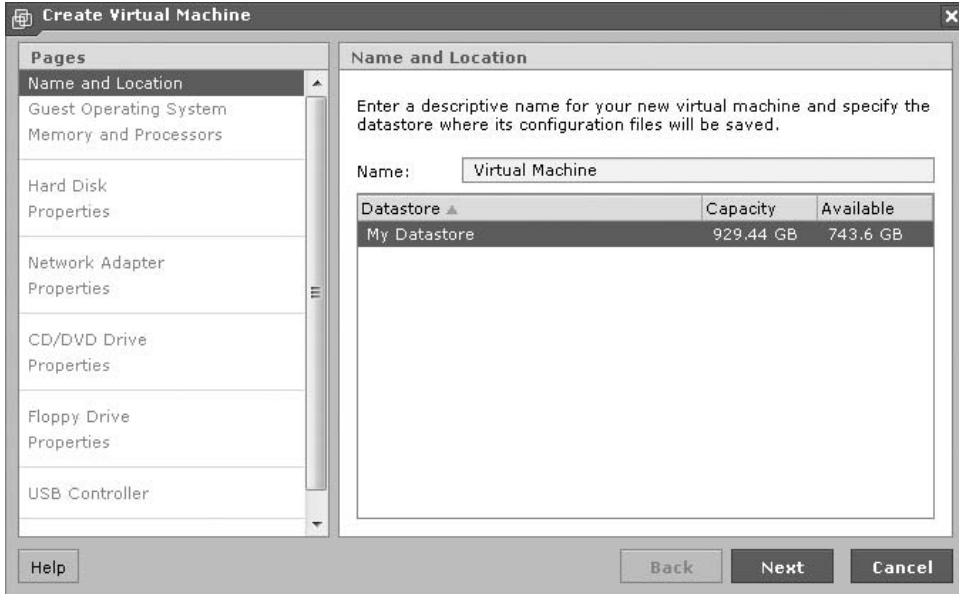 Create Virtual Machine
Pages
Name and Location
Guest Operating System
Memory and Processors
Hard Disk
Properties
Network Adapter
Properties
CD/DVD Drive
Properties
Floppy Drive
Properties
USB Controller
Name and Location
Enter a descriptive name for your new virtual machine and specify the
datastore where its configuration files will be saved.
Name: Virtual Machine
Datastore Capacity Available
My Datastore 929.44 GB 743.6 GB
Help Back Next Cancel